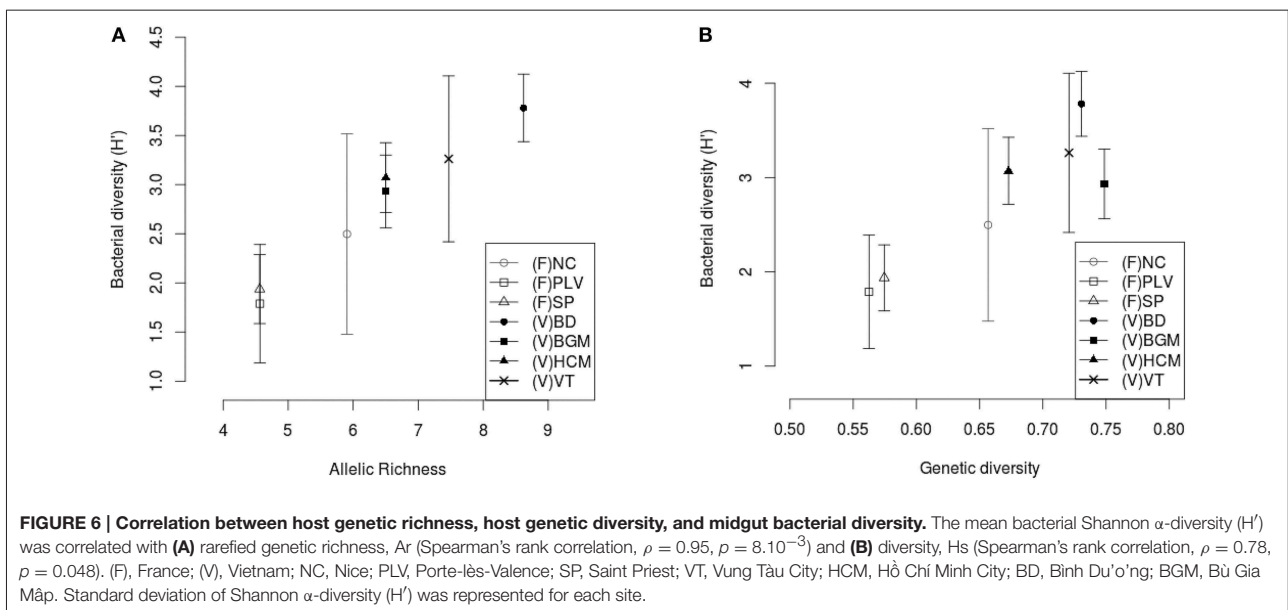 A
Bacterial diversity (H')
4.5
4.0
3.5
3.0
2.5
2.0
1.5
1.0
4 5 6 7 8 9
Allelic Richness
(F)NC
(F)PLV
(F)SP
(V)BD
(V)BGM
(V)HCM
(V)VT
B
Bacterial diversity (H')
4
3
2
1
0.50 0.55 0.60 0.65 0.70 0.75 0.80
Genetic diversity
(F)NC
(F)PLV
(F)SP
(V)BD
(V)BGM
(V)HCM
(V)VT
FIGURE 6 | Correlation between host genetic richness, host genetic diversity, and midgut bacterial diversity. The mean bacterial Shannon α-diversity (H′)
was correlated with (A) rarefied genetic richness, Ar (Spearman's rank correlation, ρ = 0.95, p = 8.10⁻³) and (B) diversity, Hs (Spearman's rank correlation, ρ = 0.78,
p = 0.048). (F), France; (V), Vietnam; NC, Nice; PLV, Porte-lès-Valence; SP, Saint Priest; VT, Vung Tàu City; HCM, Hồ Chí Minh City; BD, Bình Du'o'ng; BGM, Bù Gia
Mâp. Standard deviation of Shannon α-diversity (H′) was represented for each site.